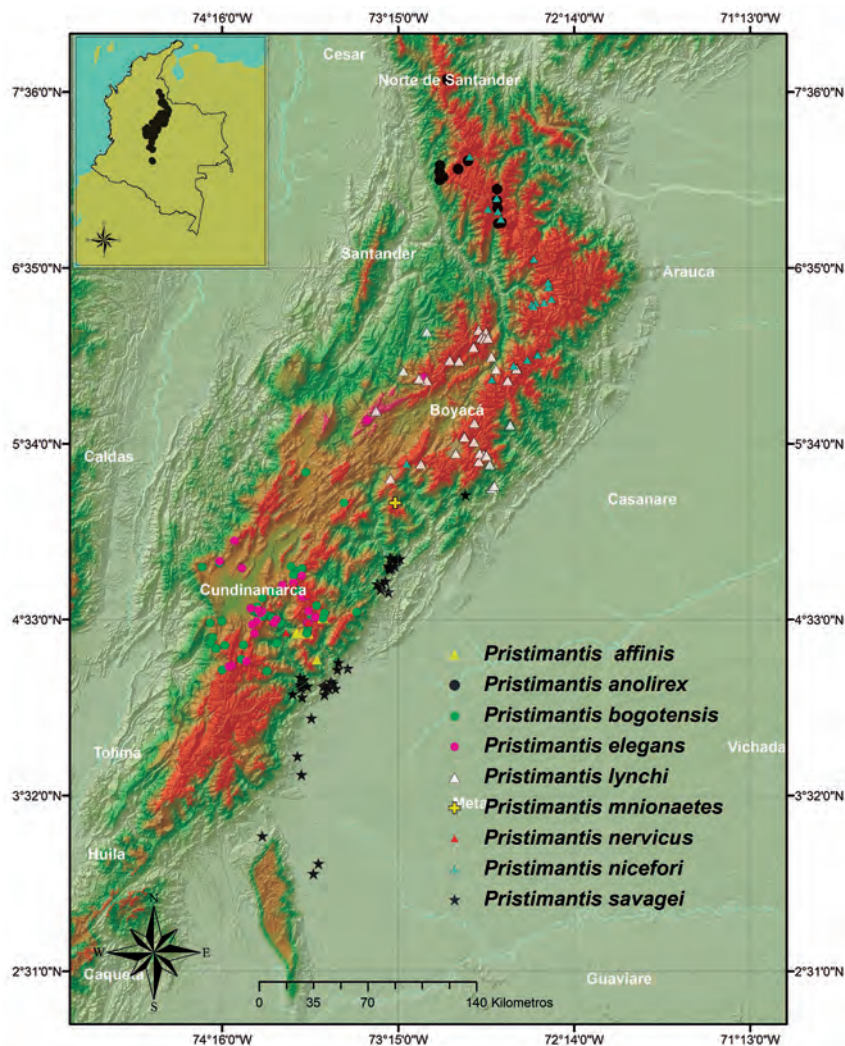 74°16'0"W 73°15'0"W 72°14'0"W 71°13'0"W
Cesar
Norte de Santander
7°36'0"N 7°36'0"N
Santander
6°35'0"N 6°35'0"N
Arauca
Boyacá
5°34'0"N 5°34'0"N
Caldas
Casanare
Cundinamarca
4°33'0"N 4°33'0"N
Pristimantis affinis
Pristimantis anolirex
Pristimantis bogotensis
Pristimantis elegans
Vichada
Tolima
Pristimantis lynchi
3°32'0"N 3°32'0"N
Meta
Pristimantis mnionaetes
Pristimantis nervicus
Huila
Pristimantis nicefori
Pristimantis savagei
N
W E
S
2°31'0"N 2°31'0"N
Caquetá
Guaviare
0 35 70 140 Kilometros
74°16'0"W 73°15'0"W 72°14'0"W 71°13'0"W